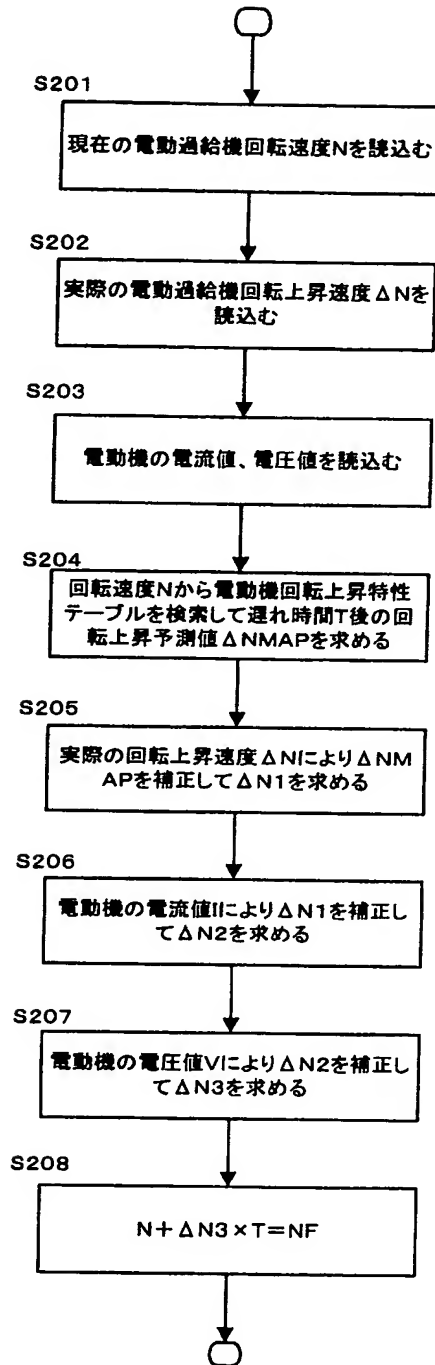 S201
現在の電動過給機回転速度Nを読込む
S202
実際の電動過給機回転上昇速度ΔNを
読込む
S203
電動機の電流値、電圧値を読込む
S204
回転速度Nから電動機回転上昇特性
テーブルを検索して遅れ時間T後の回
転上昇予測値ΔNMAPを求める
S205
実際の回転上昇速度ΔNによりΔNM
APを補正してΔN1を求める
S206
電動機の電流値IによりΔN1を補正し
てΔN2を求める
S207
電動機の電圧値VによりΔN2を補正し
てΔN3を求める
S208
N+ΔN3×T=NF